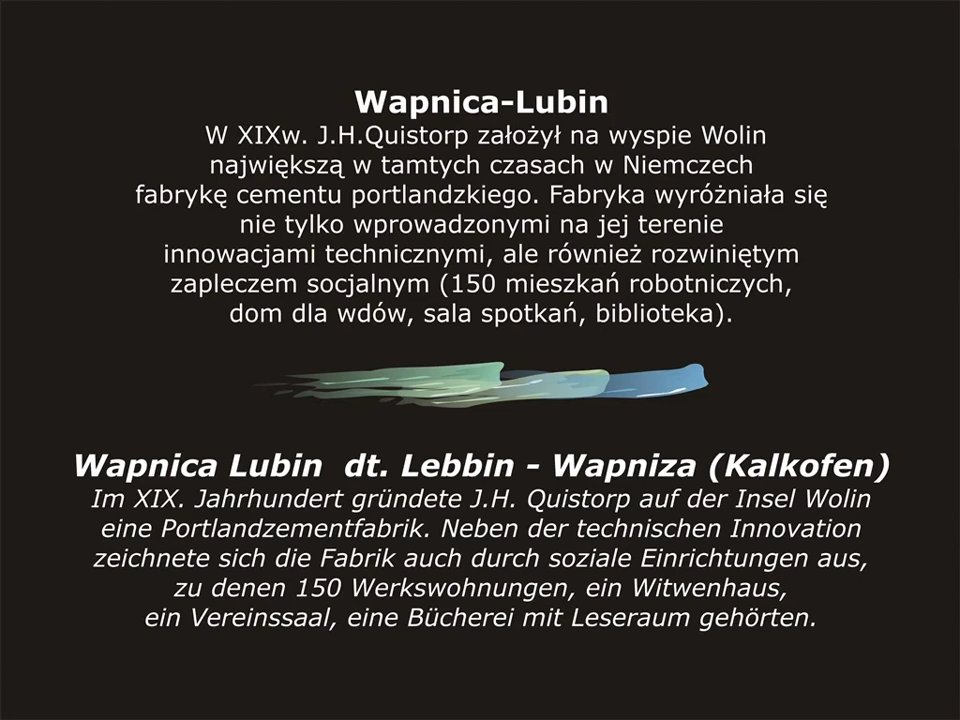 Wapnica-Lubin
W XIXw. J.H.Quistorp założył na wyspie Wolin
największą w tamtych czasach w Niemczech
fabrykę cementu portlandzkiego. Fabryka wyróżniała się
nie tylko wprowadzonymi na jej terenie
innowacjami technicznymi, ale również rozwiniętym
zapleczem socjalnym (150 mieszkań robotniczych,
dom dla wdów, sala spotkań, biblioteka).
Wapnica Lubin dt. Lebbin - Wapniza (Kalkofen)
Im XIX. Jahrhundert gründete J.H. Quistorp auf der Insel Wolin
eine Portlandzementfabrik. Neben der technischen Innovation
zeichnete sich die Fabrik auch durch soziale Einrichtungen aus,
zu denen 150 Werkswohnungen, ein Witwenhaus,
ein Vereinssaal, eine Bücherei mit Leseraum gehörten.